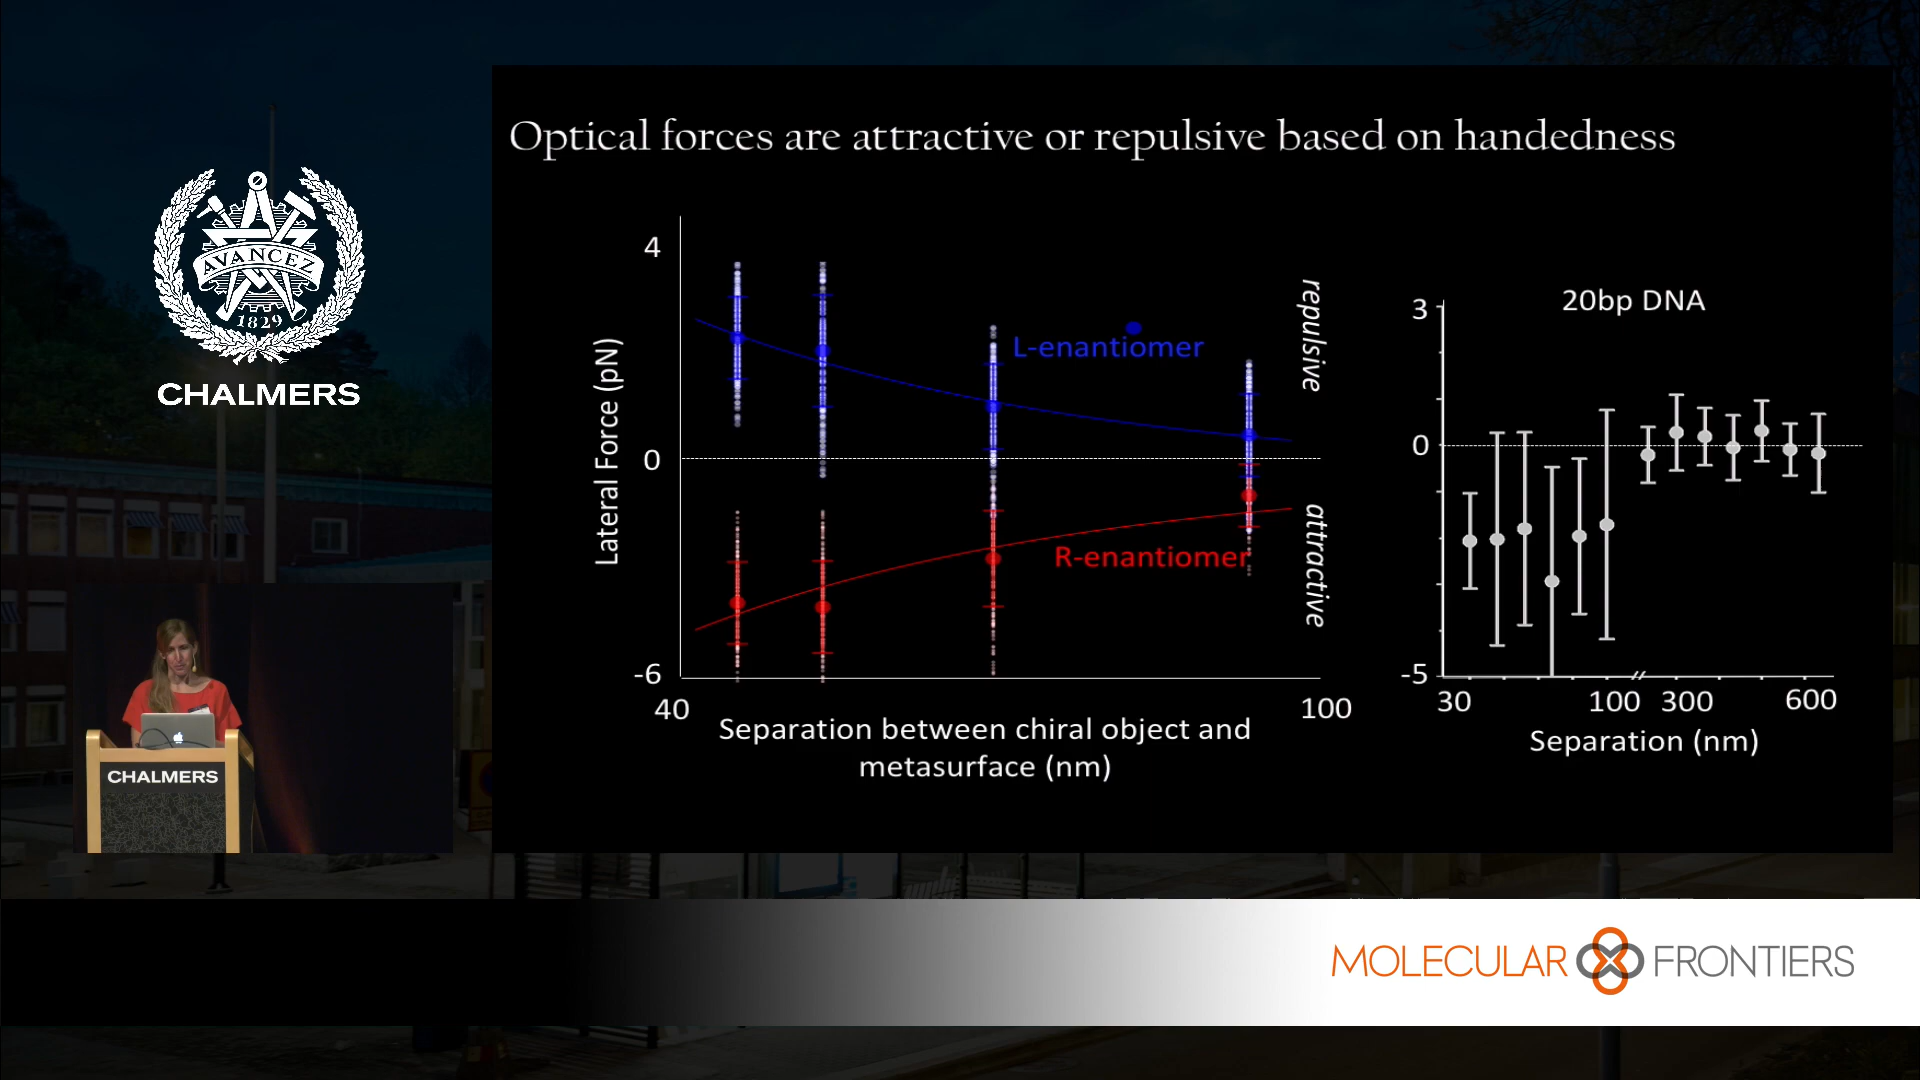 AVANCEZ
1829
CHALMERS
CHALMERS
Optical forces are attractive or repulsive based on handedness
Lateral Force (pN)
4
0
-6
40
100
Separation between chiral object and
metasurface (nm)
L-enantiomer
R-enantiomer
repulsive
attractive
20bp DNA
3
0
-5
30
100
300
600
Separation (nm)
MOLECULAR FRONTIERS